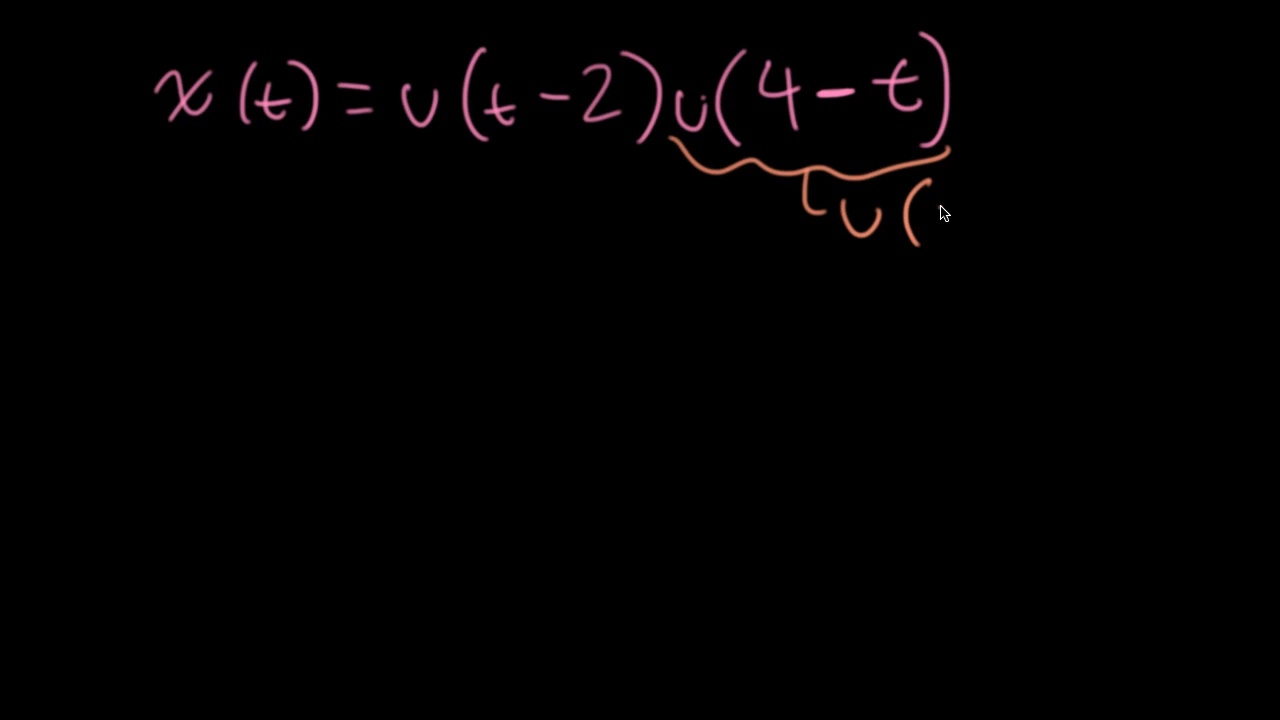 x(t) = u(t-2)u(4-t)
u(